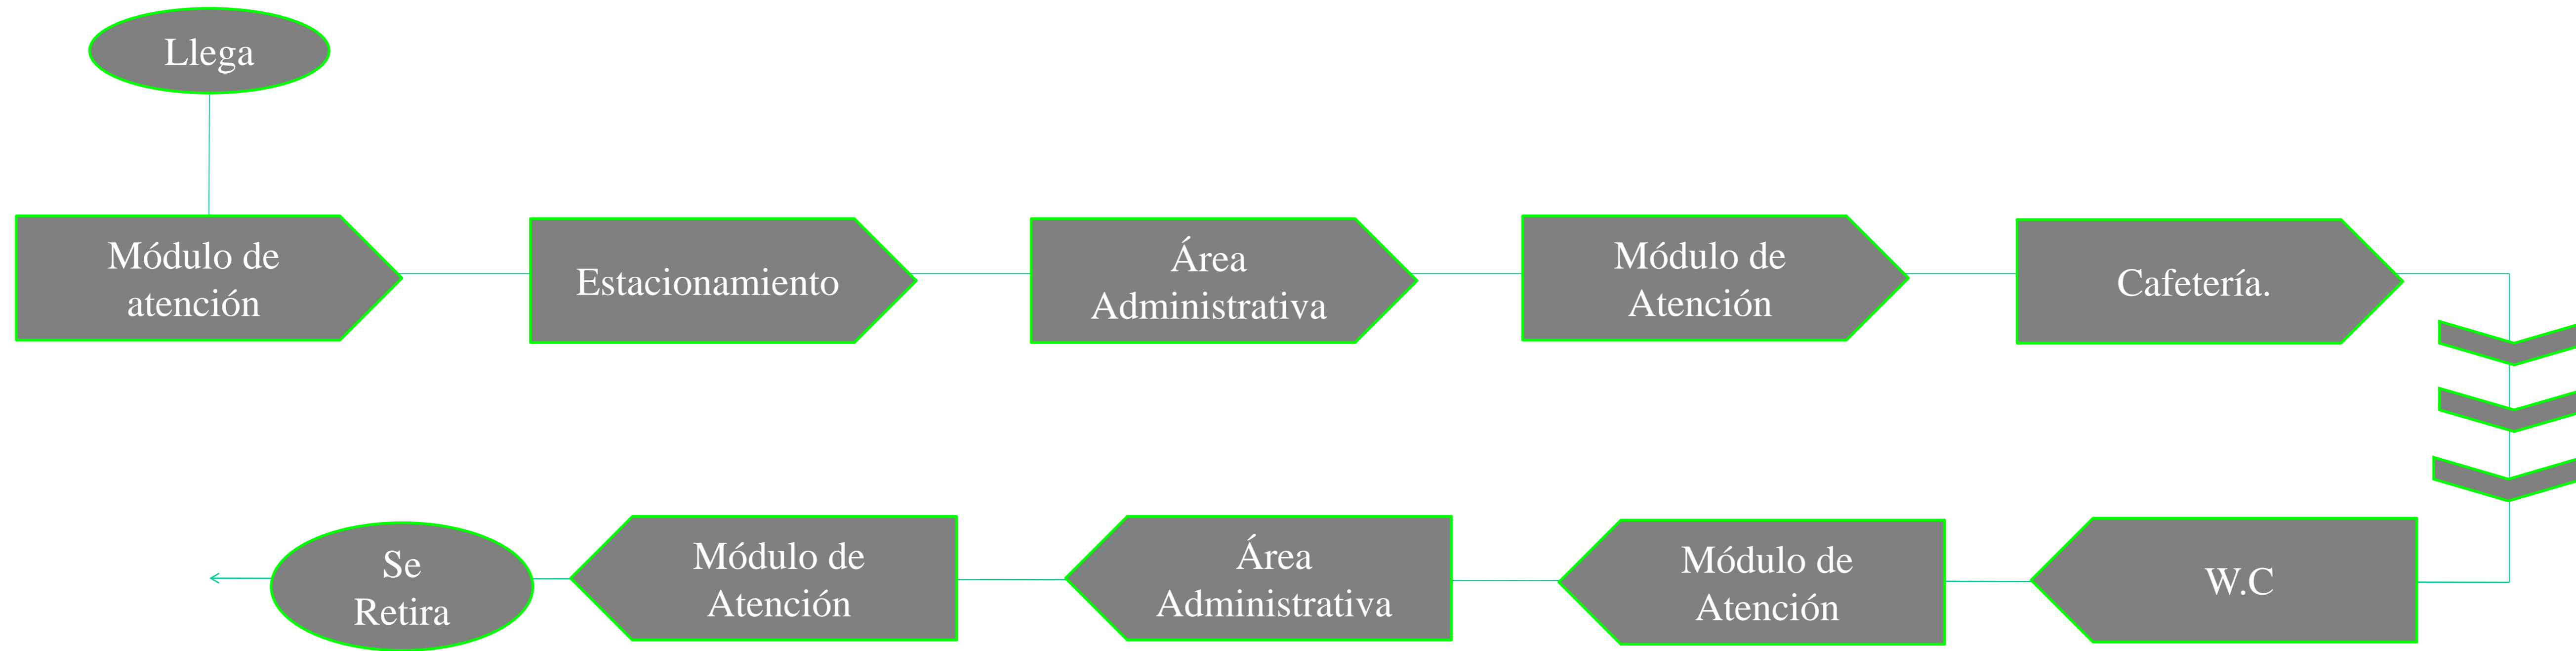 Llega
Módulo de
atención
Estacionamiento
Área
Administrativa
Módulo de
Atención
Cafetería.
W.C
Módulo de
Atención
Área
Administrativa
Módulo de
Atención
Se
Retira